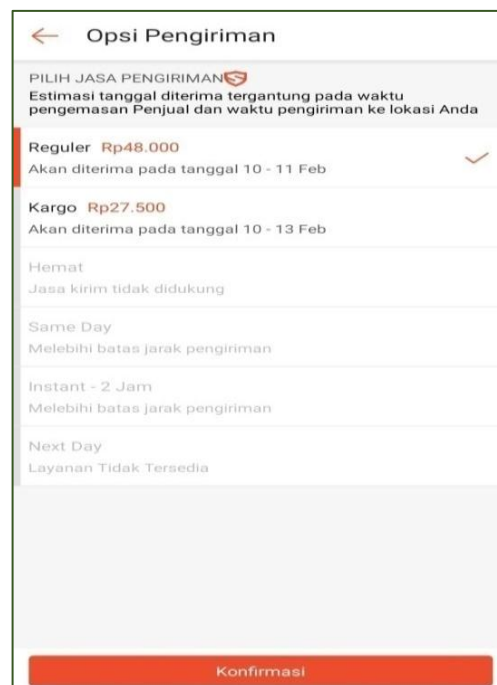 Opsi Pengiriman
PILIH JASA PENGIRIMAN
Estimasi tanggal diterima tergantung pada waktu
pengemasan Penjual dan waktu pengiriman ke lokasi Anda
Reguler Rp48.000
Akan diterima pada tanggal 10 - 11 Feb
Kargo Rp27.500
Akan diterima pada tanggal 10 - 13 Feb
Hemat
Jasa kirim tidak didukung
Same Day
Melebihi batas jarak pengiriman
Instant - 2 Jam
Melebihi batas jarak pengiriman
Next Day
Layanan Tidak Tersedia
Konfirmasi